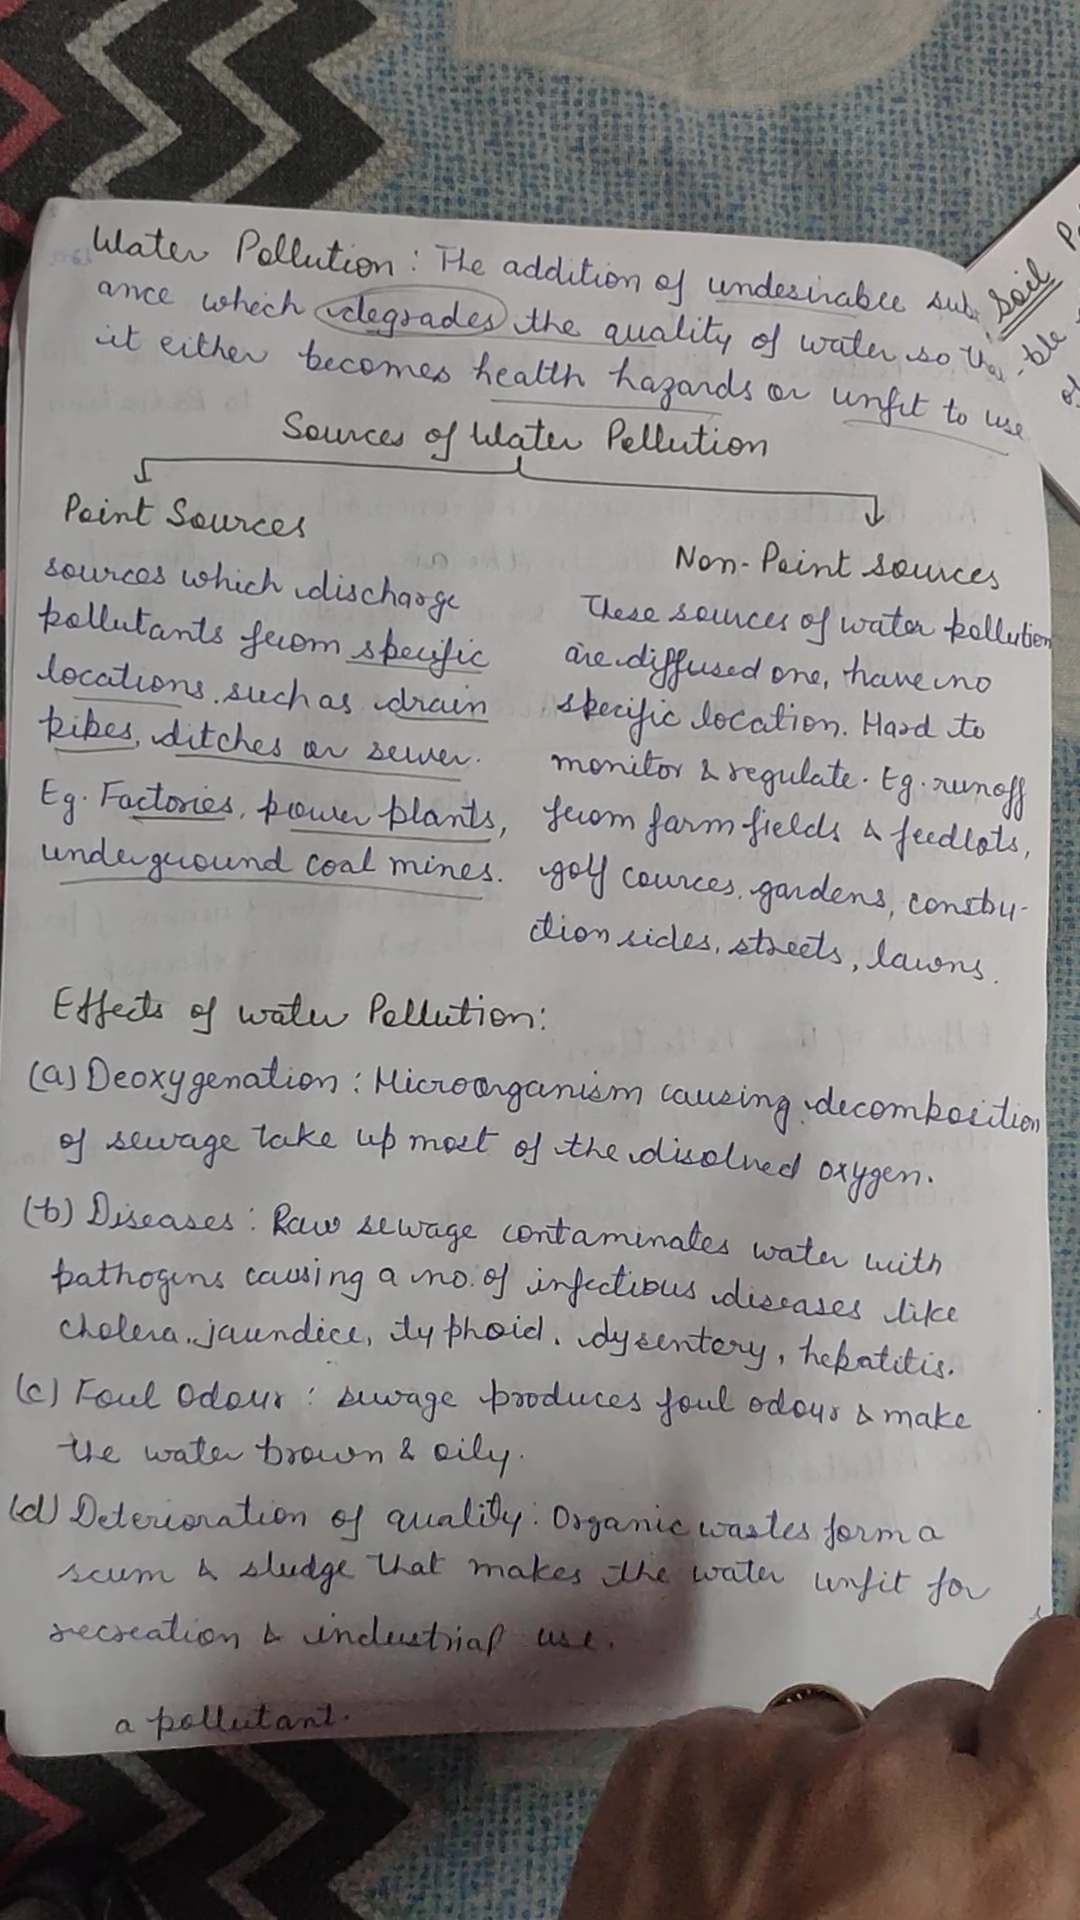 Water Pollution : The addition of undesirable subst
ance which degrades the quality of water so that
it either becomes health hazards or unfit to use
Sources of Water Pollution
Point Sources
sources which discharge
pollutants from specific
locations, such as drain
pipes, ditches or sewer.
Eg. Factories, power plants,
underground coal mines.
Non-Point sources
These sources of water pollution
are diffused one, have no
specific location. Hard to
monitor & regulate. Eg. runoff
from farm fields & feedlots,
golf cources, gardens, constru-
ction sides, streets, lawns.
Effects of water Pollution:
(a) Deoxygenation : Microorganism causing decomposition
of sewage take up most of the disolved oxygen.
(b) Diseases : Raw sewage contaminates water with
pathogens causing a no. of infectious diseases like
cholera, jaundice, typhoid, dysentery, hepatitis.
(c) Foul Odour : sewage produces foul odour & make
the water brown & oily.
(d) Deterioration of quality : Organic wastes form a
scum & sludge that makes the water unfit for
recreation & industrial use.
a pollutant.
Soil
ble
of